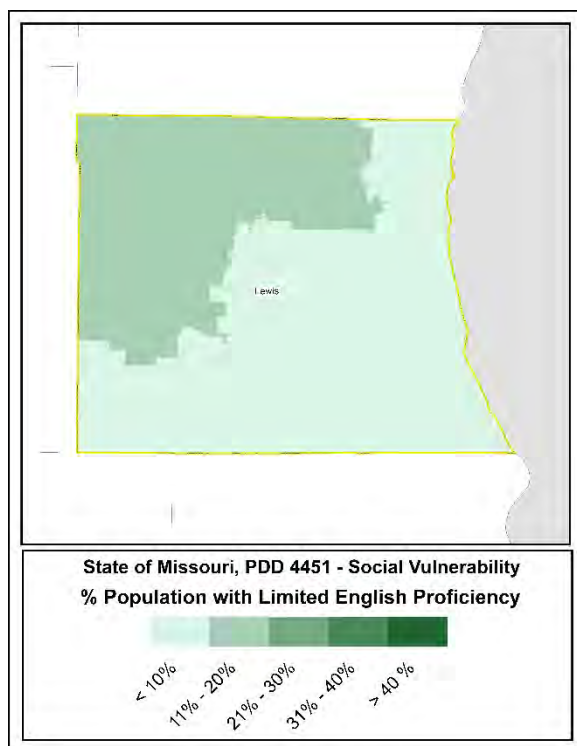 Lewis
State of Missouri, PDD 4451 - Social Vulnerability
% Population with Limited English Proficiency
< 10%
11% - 20%
21% - 30%
31% - 40%
> 40 %